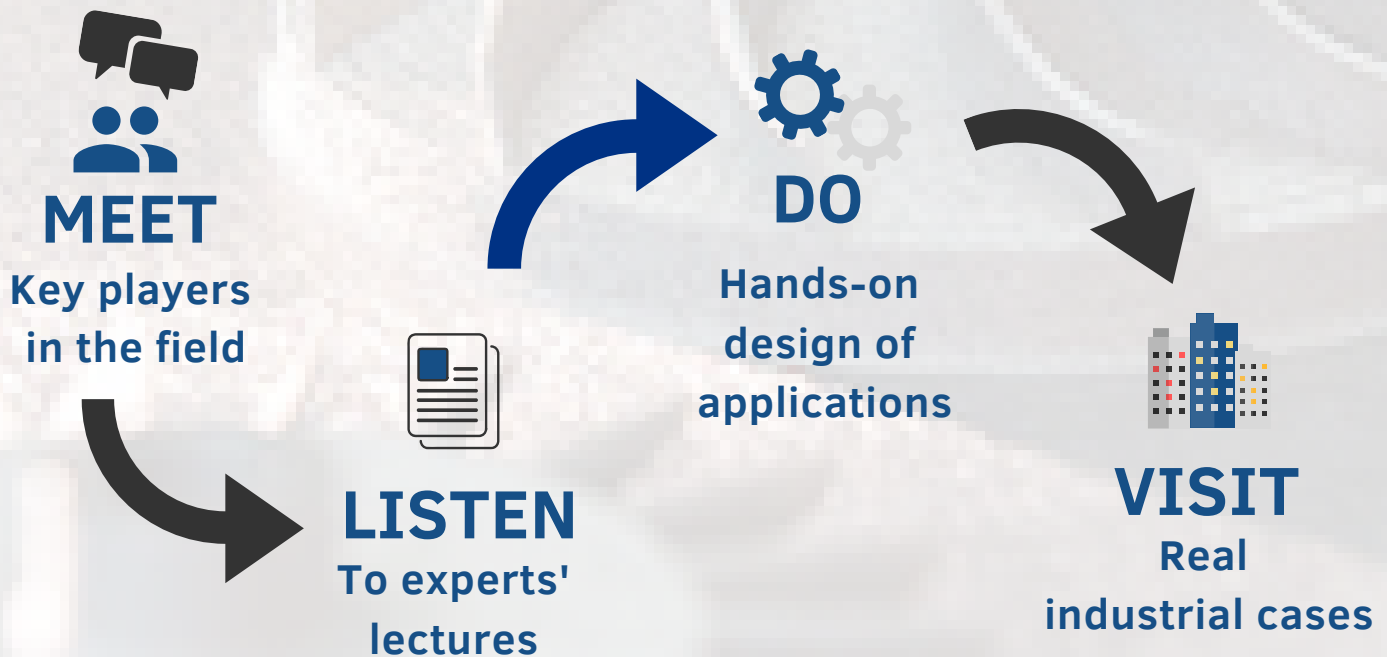 MEET
Key players
in the field
LISTEN
To experts'
lectures
DO
Hands-on
design of
applications
VISIT
Real
industrial cases